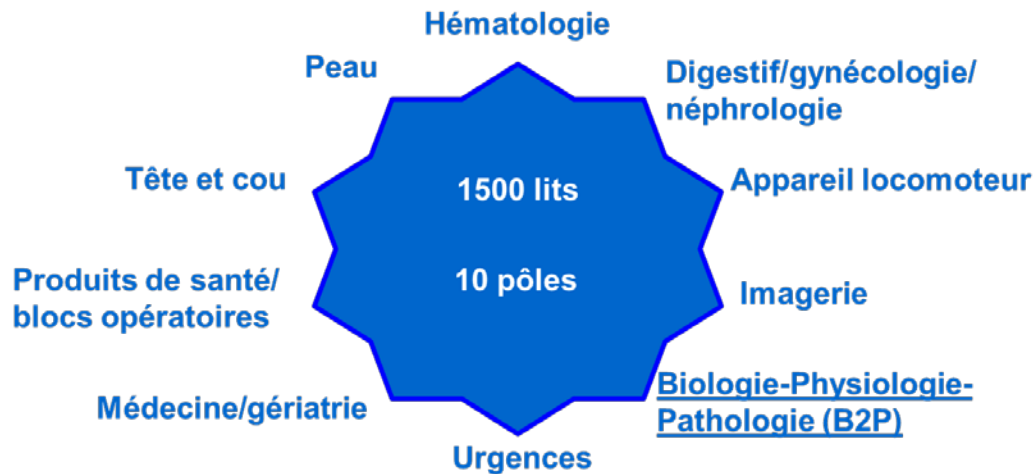 Hématologie
Peau
Digestif/gynécologie/
néphrologie
Tête et cou
1500 lits
Appareil locomoteur
Produits de santé/
blocs opératoires
10 pôles
Imagerie
Médecine/gériatrie
Biologie-Physiologie-
Pathologie (B2P)
Urgences